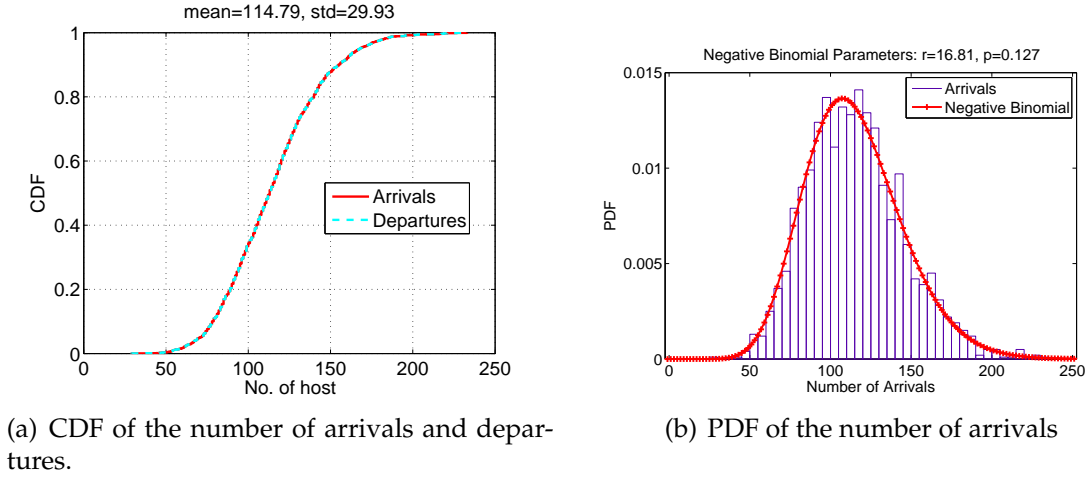 mean=114.79, std=29.93
1
0.8
0.6
0.4
0.2
0
CDF
Arrivals
Departures
0 50 100 150 200 250
No. of host
(a) CDF of the number of arrivals and depar-
tures.
Negative Binomial Parameters: r=16.81, p=0.127
0.015
0.01
0.005
0
PDF
Arrivals
Negative Binomial
0 50 100 150 200 250
Number of Arrivals
(b) PDF of the number of arrivals